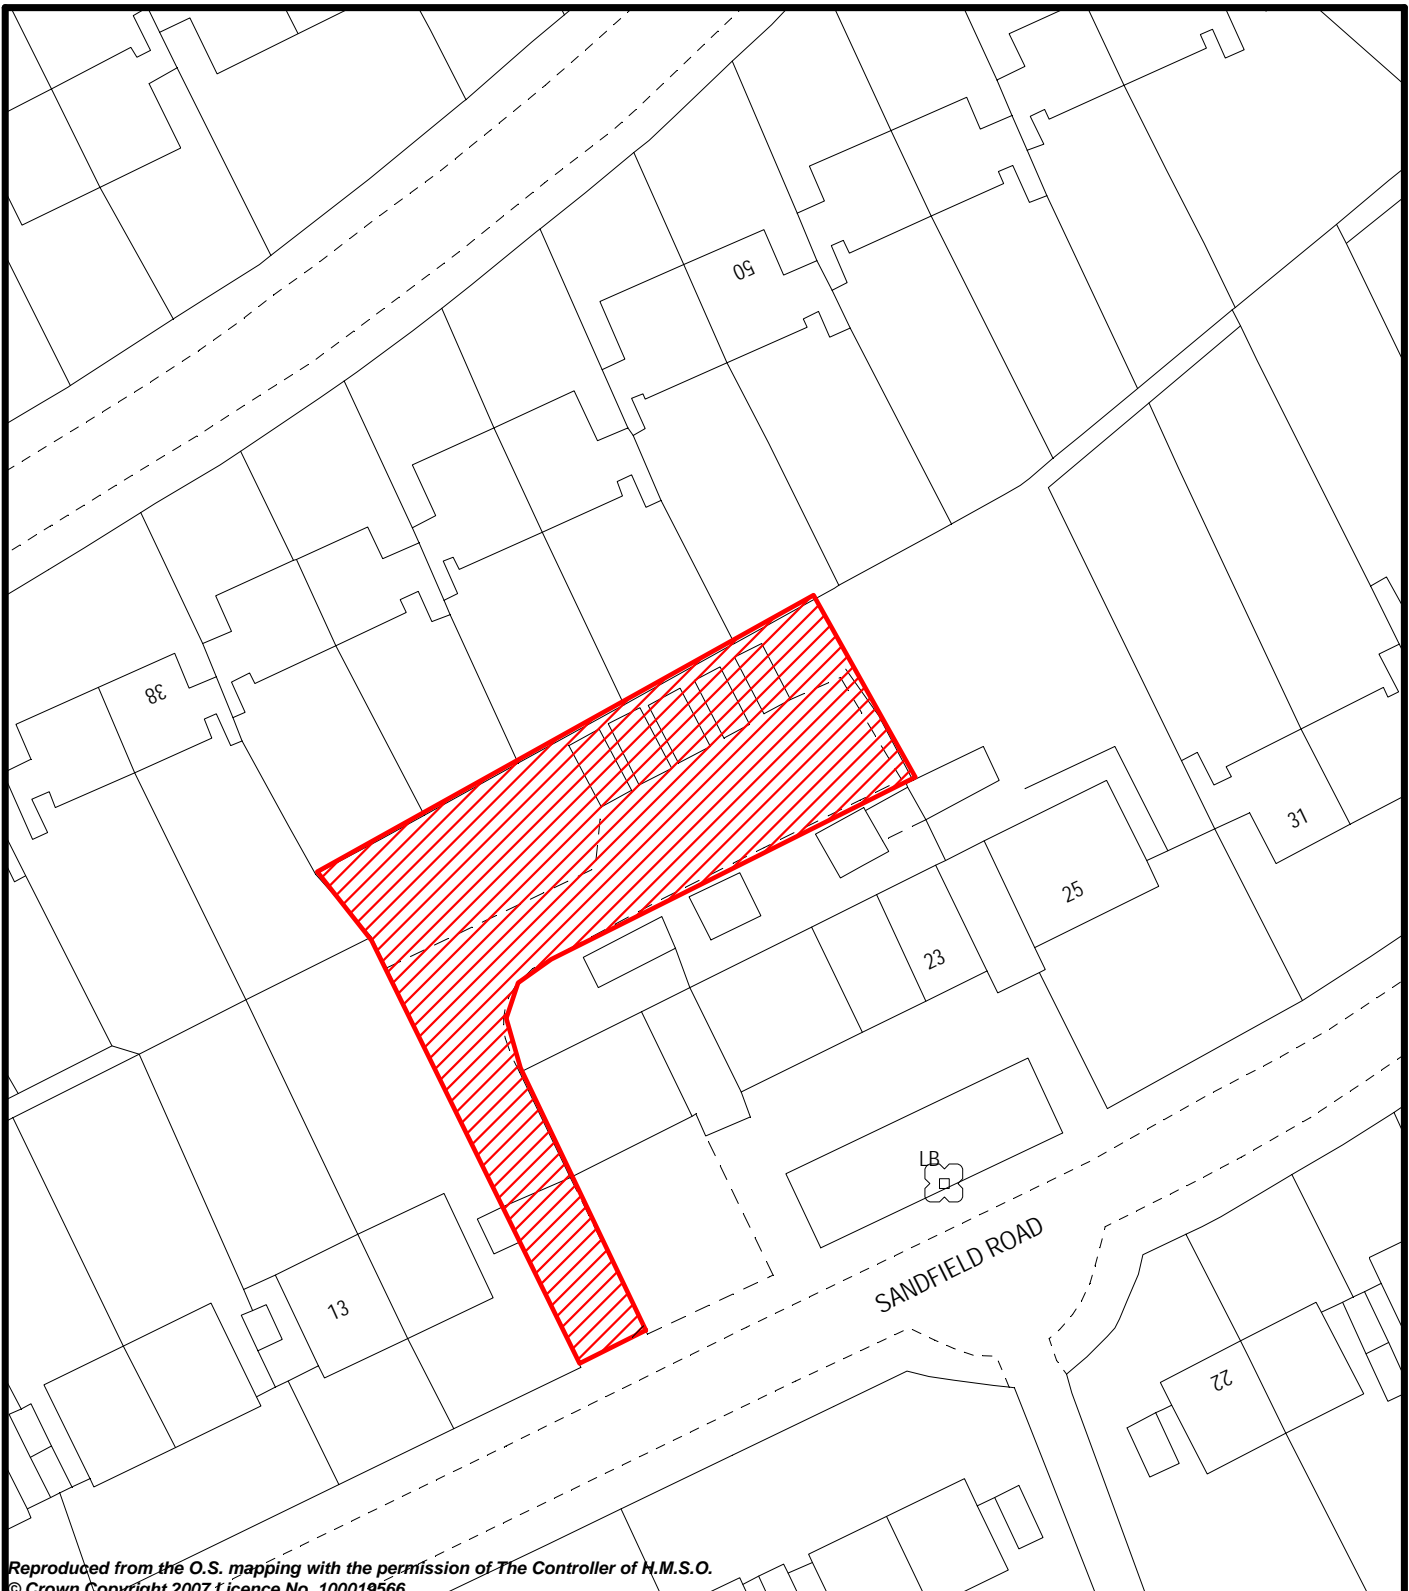 50
38
31
25
23
LB
SANDFIELD ROAD
13
22
Reproduced from the O.S. mapping with the permission of The Controller of H.M.S.O.
© Crown Copyright 2007 Licence No. 100019566